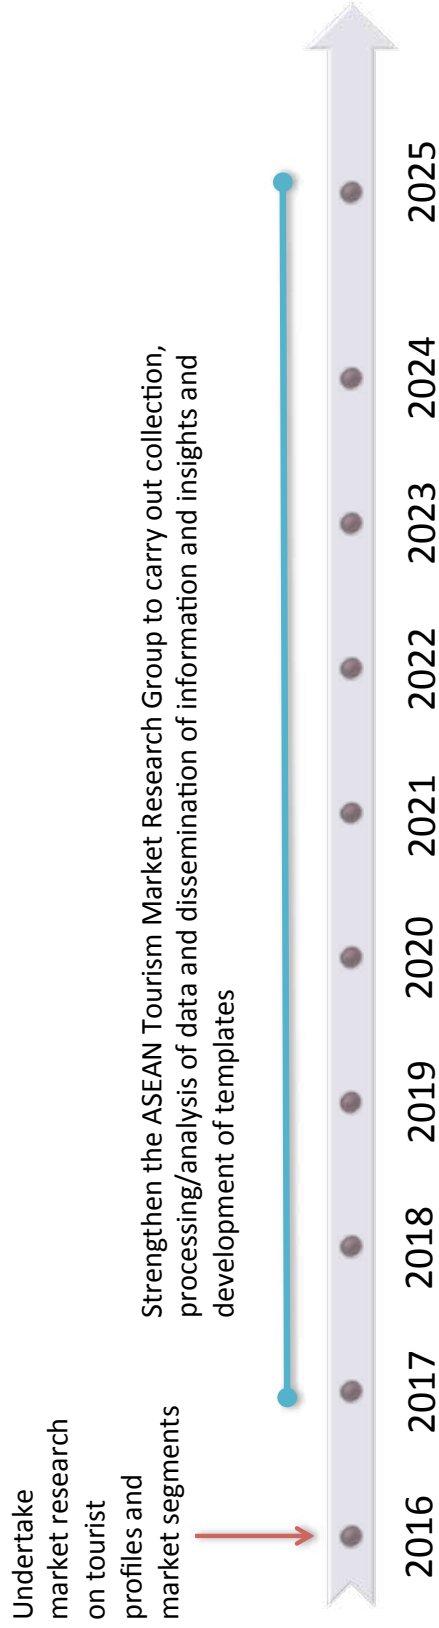 Undertake
market research
on tourist
profiles and
market segments
Strengthen the ASEAN Tourism Market Research Group to carry out collection,
processing/analysis of data and dissemination of information and insights and
development of templates
2016 2017 2018 2019 2020 2021 2022 2023 2024 2025